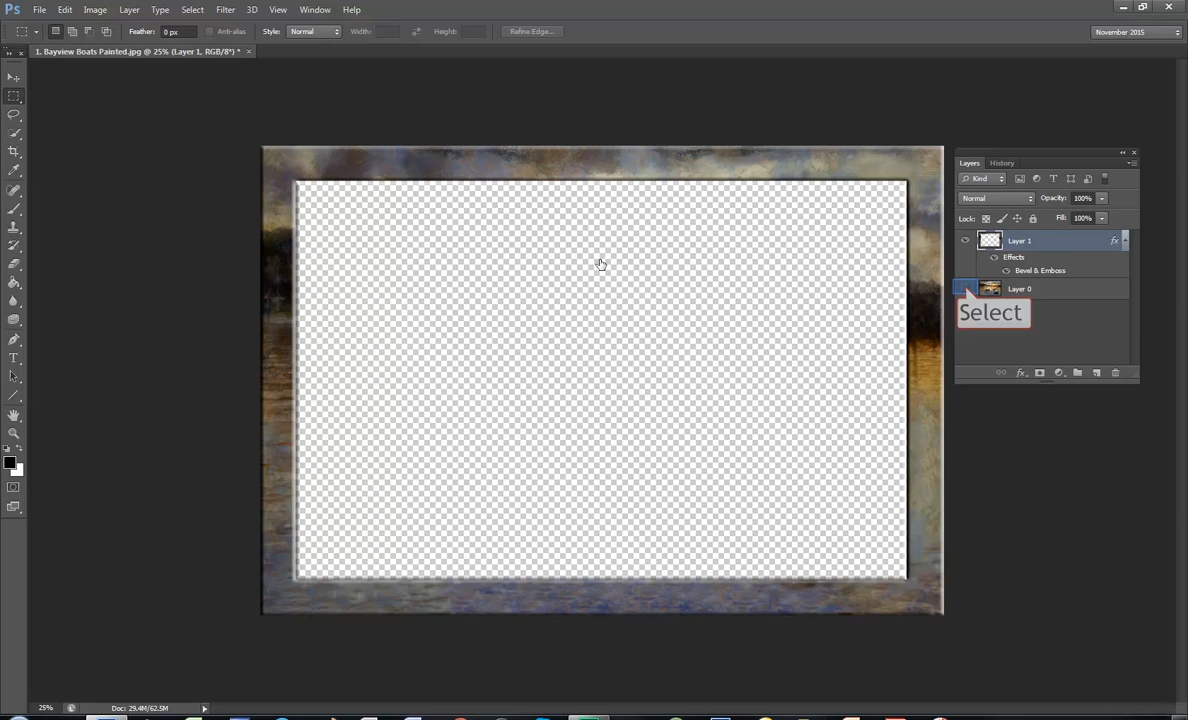 Ps File Edit Image Layer Type Select Filter 3D View Window Help
Feather: 0 px Anti-alias Style: Normal Width: Height: Refine Edge... November 2015
1. Bayview Boats Painted.jpg @ 25% (Layer 1, RGB/8*) * ×
Layers History
Kind
Normal Opacity: 100%
Lock: Fill: 100%
Layer 1 fx
Effects
Bevel & Emboss
Layer 0
Select
fx
T
25% Doc: 29.4M/62.5M